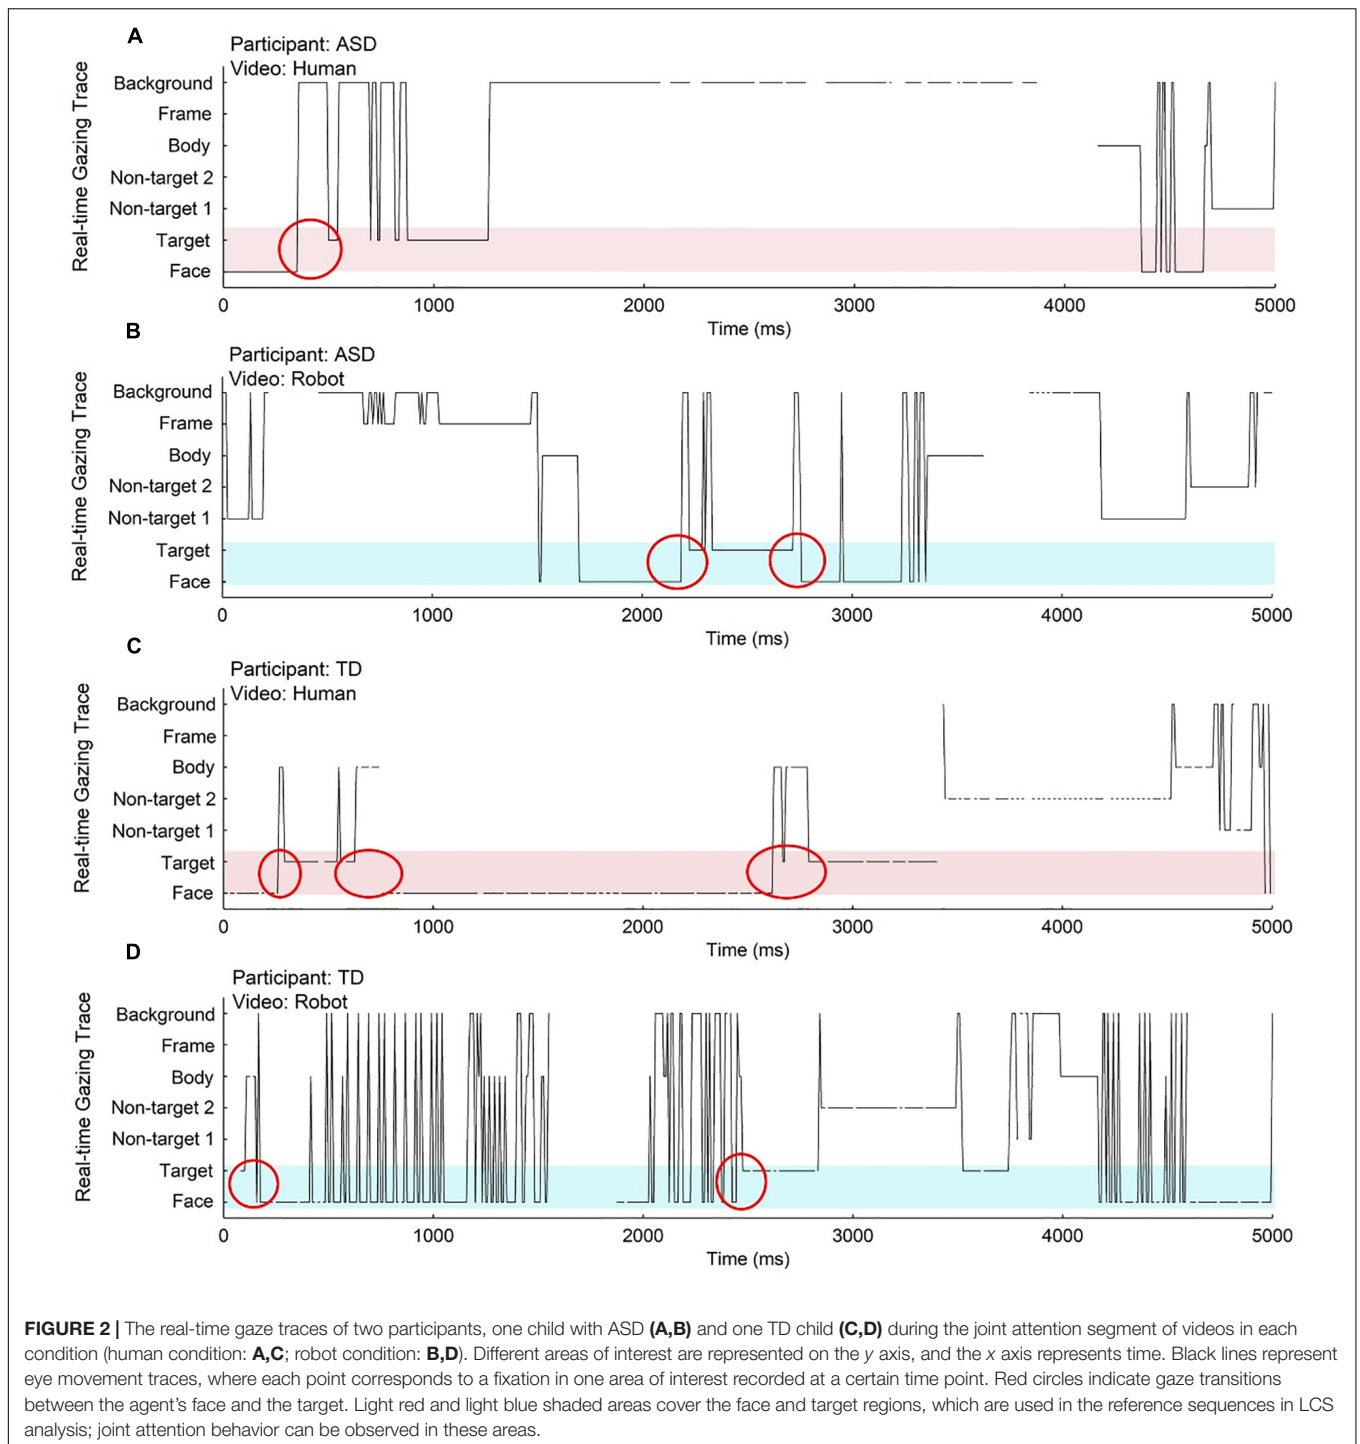 A
Participant: ASD
Video: Human
Real-time Gazing Trace
Background
Frame
Body
Non-target 2
Non-target 1
Target
Face
0 1000 2000 3000 4000 5000
Time (ms)
B
Participant: ASD
Video: Robot
Real-time Gazing Trace
Background
Frame
Body
Non-target 2
Non-target 1
Target
Face
0 1000 2000 3000 4000 5000
Time (ms)
C
Participant: TD
Video: Human
Real-time Gazing Trace
Background
Frame
Body
Non-target 2
Non-target 1
Target
Face
0 1000 2000 3000 4000 5000
Time (ms)
D
Participant: TD
Video: Robot
Real-time Gazing Trace
Background
Frame
Body
Non-target 2
Non-target 1
Target
Face
0 1000 2000 3000 4000 5000
Time (ms)
FIGURE 2 | The real-time gaze traces of two participants, one child with ASD (A,B) and one TD child (C,D) during the joint attention segment of videos in each
condition (human condition: A,C; robot condition: B,D). Different areas of interest are represented on the y axis, and the x axis represents time. Black lines represent
eye movement traces, where each point corresponds to a fixation in one area of interest recorded at a certain time point. Red circles indicate gaze transitions
between the agent's face and the target. Light red and light blue shaded areas cover the face and target regions, which are used in the reference sequences in LCS
analysis; joint attention behavior can be observed in these areas.